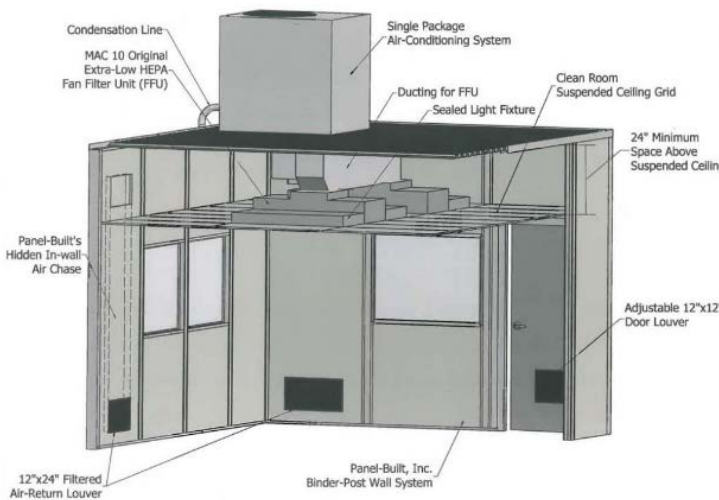 Condensation Line
MAC 10 Original
Extra-Low HEPA
Fan Filter Unit (FFU)
Single Package
Air-Conditioning System
Ducting for FFU
Sealed Light Fixture
Clean Room
Suspended Ceiling Grid
24" Minimum
Space Above
Suspended Ceilin
Panel-Built's
Hidden In-wall
Air Chase
Adjustable 12"x12
Door Louver
12"x24" Filtered
Air-Return Louver
Panel-Built, Inc.
Binder-Post Wall System